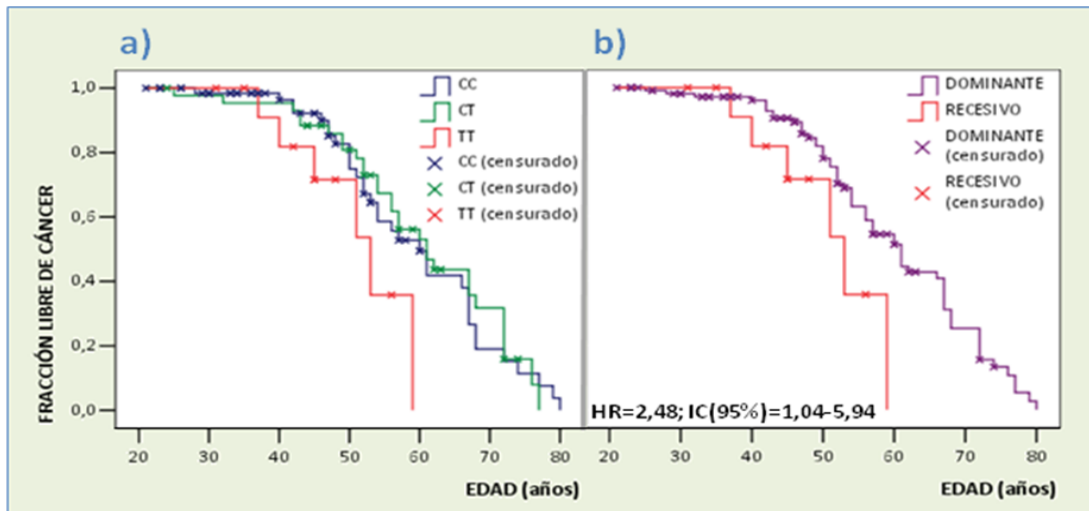 a)
FRACCIÓN LIBRE DE CÁNCER
1,0
0,8
0,6
0,4
0,2
0,0
CC
CT
TT
CC (censurado)
CT (censurado)
TT (censurado)
20 30 40 50 60 70 80
EDAD (años)
b)
DOMINANTE
RECESIVO
DOMINANTE
(censurado)
RECESIVO
(censurado)
HR=2,48; IC(95%)=1,04-5,94
20 30 40 50 60 70 80
EDAD (años)